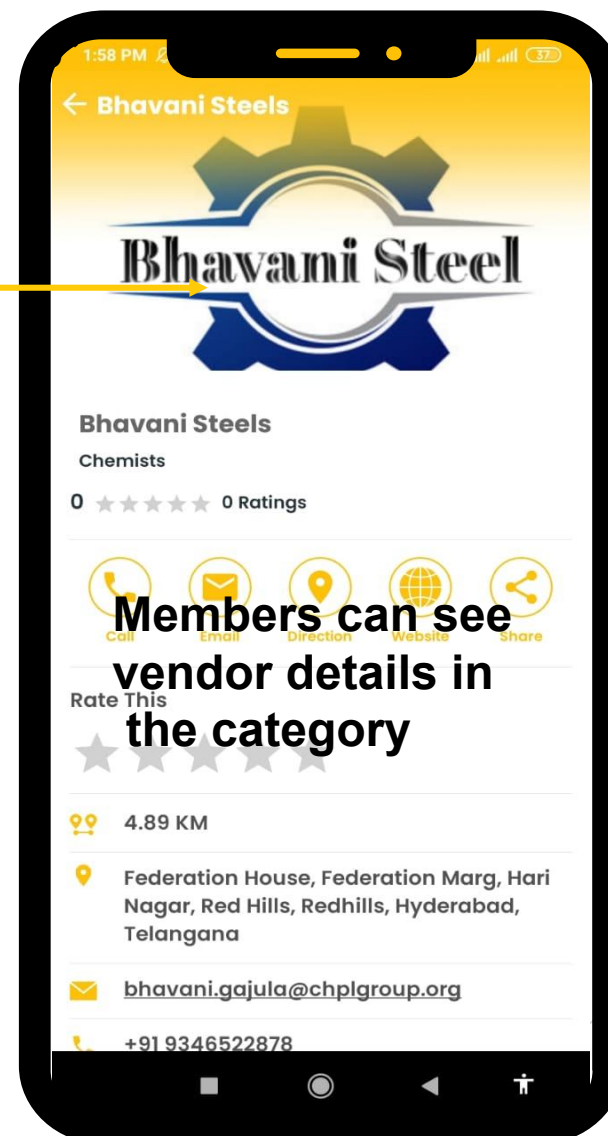 1:58 PM
37
← Bhavani Steels
Bhavani Steel
Bhavani Steels
Chemists
0 ★ ★ ★ ★ ★ 0 Ratings
Call Email Direction Website Share
Members can see
vendor details in
the category
Rate This
4.89 KM
Federation House, Federation Marg, Hari
Nagar, Red Hills, Redhills, Hyderabad,
Telangana
bhavani.gajula@chplgroup.org
+91 9346522878